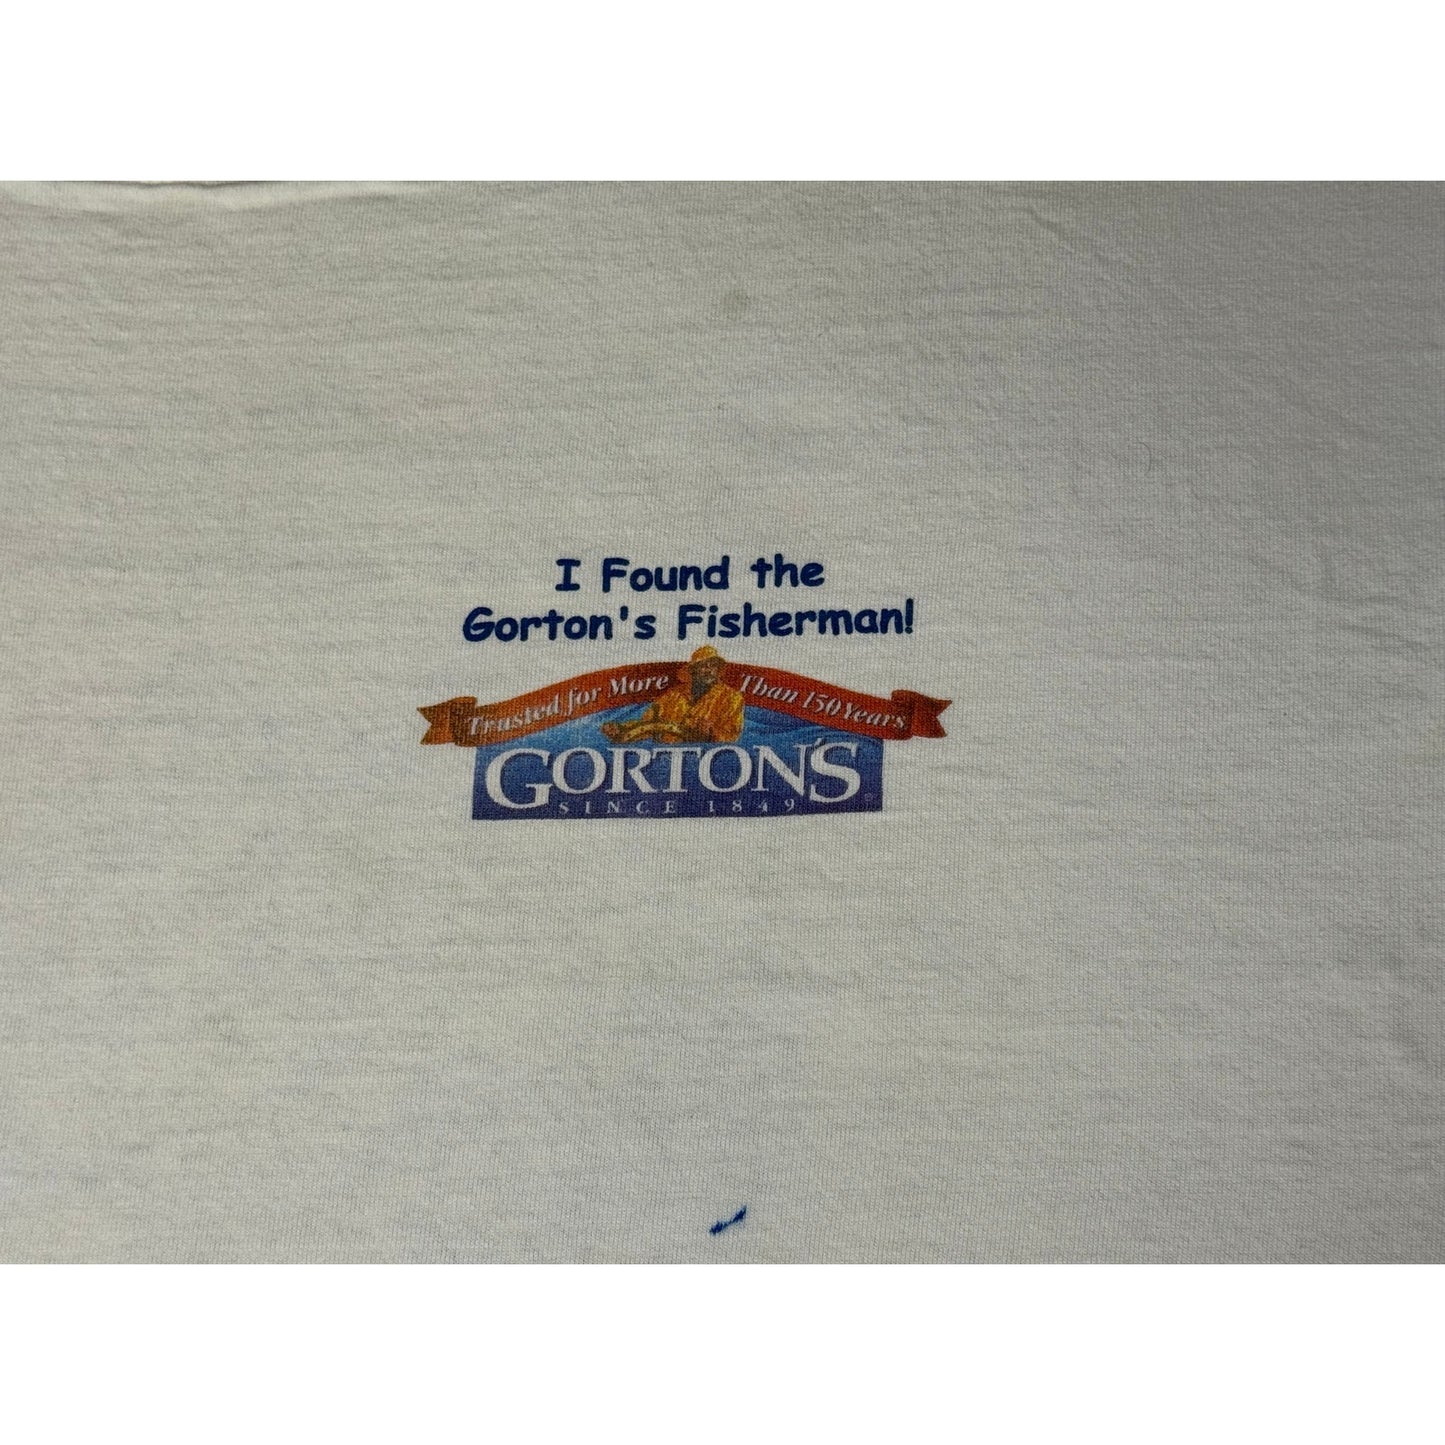 I Found the
Gorton's Fisherman!
Trusted for More Than 150 Years
GORTON'S
SINCE 1849
®